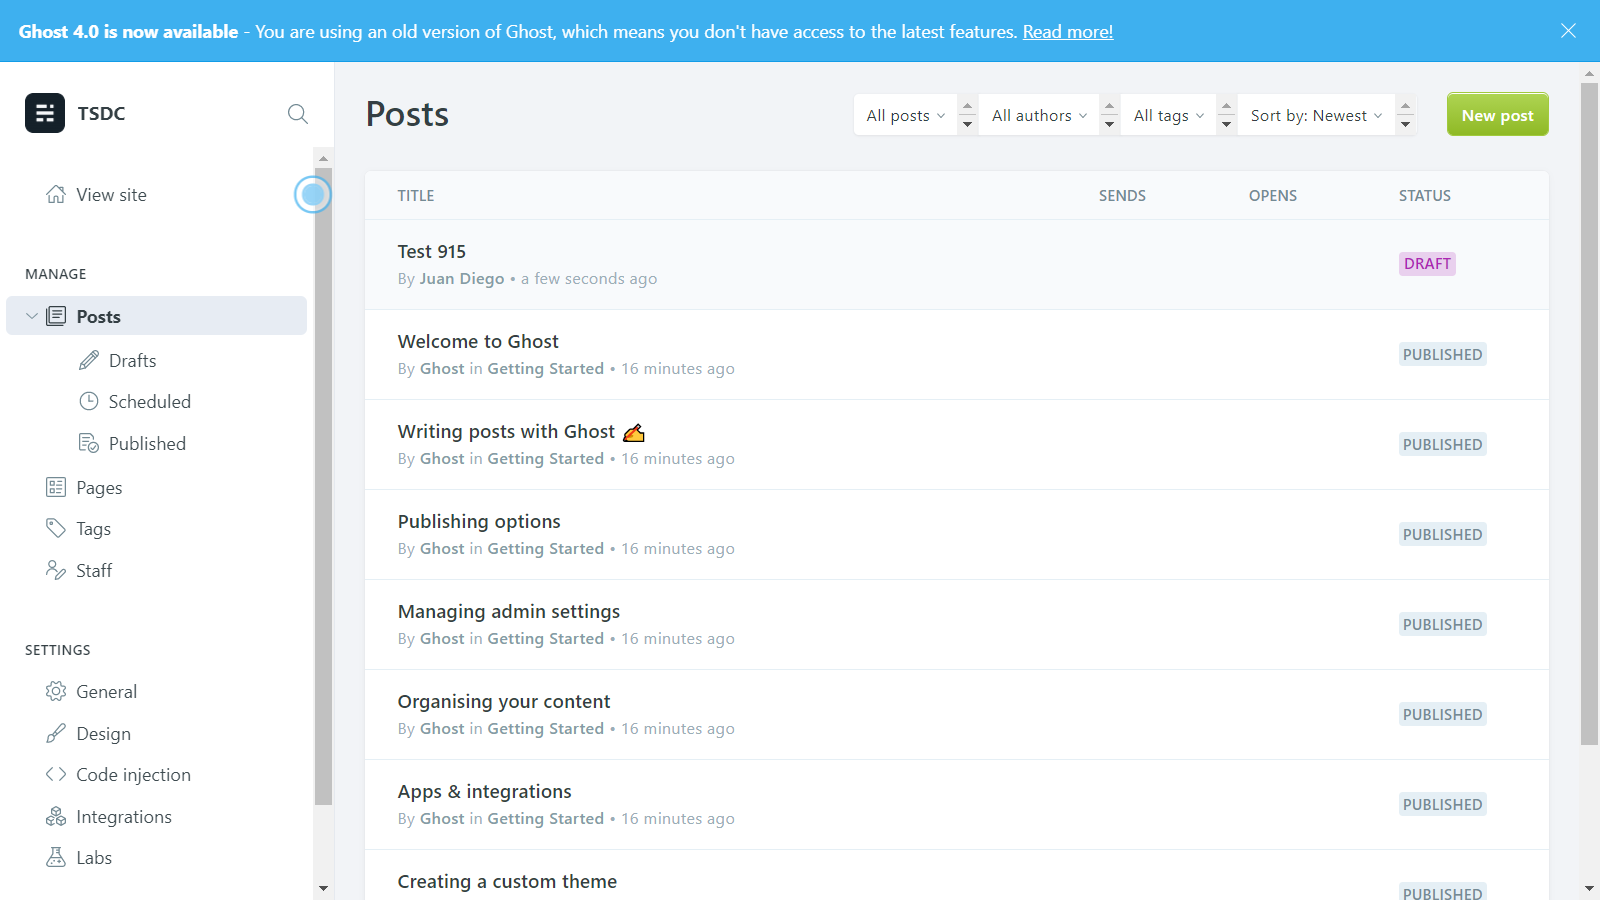 Ghost 4.0 is now available - You are using an old version of Ghost, which means you don't have access to the latest features. Read more!
TSDC
View site
MANAGE
Posts
Drafts
Scheduled
Published
Pages
Tags
Staff
SETTINGS
General
Design
Code injection
Integrations
Labs
Posts
All posts
All authors
All tags
Sort by: Newest
New post
TITLE SENDS OPENS STATUS
Test 915
By Juan Diego • a few seconds ago
DRAFT
Welcome to Ghost
By Ghost in Getting Started • 16 minutes ago
PUBLISHED
Writing posts with Ghost ✍️
By Ghost in Getting Started • 16 minutes ago
PUBLISHED
Publishing options
By Ghost in Getting Started • 16 minutes ago
PUBLISHED
Managing admin settings
By Ghost in Getting Started • 16 minutes ago
PUBLISHED
Organising your content
By Ghost in Getting Started • 16 minutes ago
PUBLISHED
Apps & integrations
By Ghost in Getting Started • 16 minutes ago
PUBLISHED
Creating a custom theme
PUBLISHED